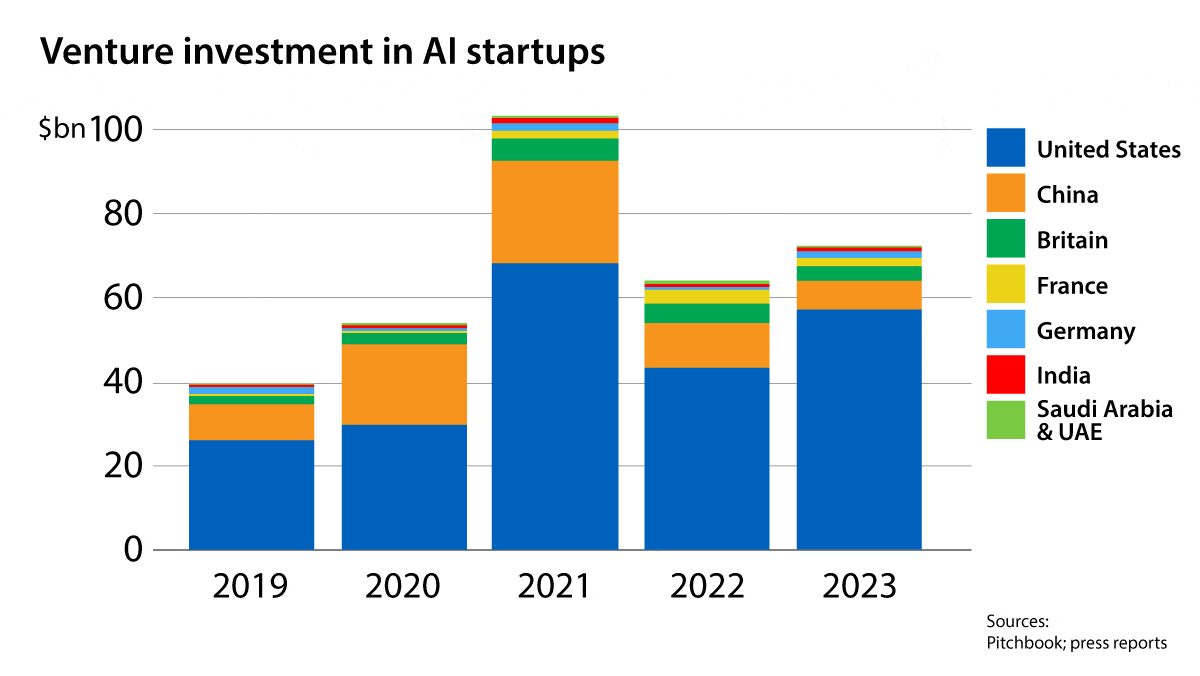 Venture investment in AI startups
$bn 100
80
60
40
20
0
2019 2020 2021 2022 2023
United States
China
Britain
France
Germany
India
Saudi Arabia
& UAE
Sources:
Pitchbook; press reports